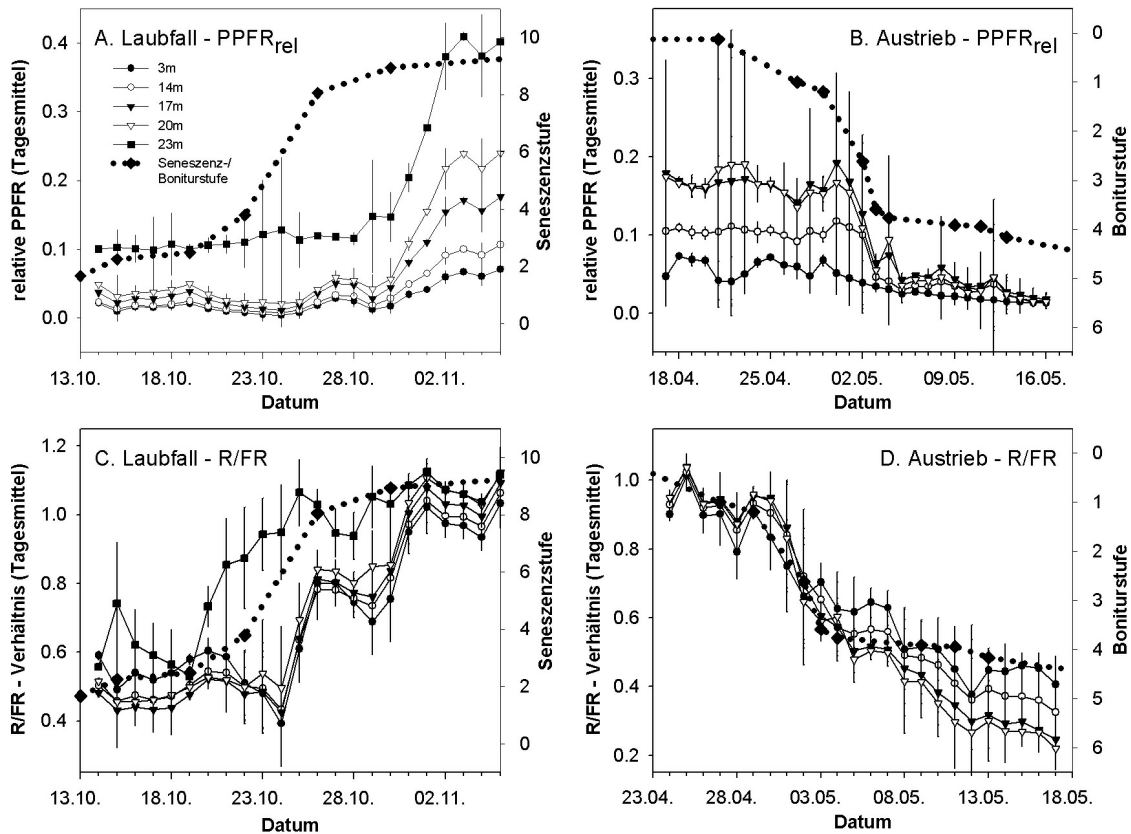 A. Laubfall - PPFRrel
3m
14m
17m
20m
23m
Seneszenz-/
Boniturstufe
relative PPFR (Tagesmittel)
0.4
0.3
0.2
0.1
0.0
10
8
6
4
2
0
Seneszenzstufe
13.10. 18.10. 23.10. 28.10. 02.11.
Datum
B. Austrieb - PPFRrel
relative PPFR (Tagesmittel)
0.3
0.2
0.1
0.0
0
1
2
3
4
5
6
Boniturstufe
18.04. 25.04. 02.05. 09.05. 16.05.
Datum
C. Laubfall - R/FR
R/FR - Verhältnis (Tagesmittel)
1.2
1.0
0.8
0.6
0.4
10
8
6
4
2
0
Seneszenzstufe
13.10. 18.10. 23.10. 28.10. 02.11.
Datum
D. Austrieb - R/FR
R/FR - Verhältnis (Tagesmittel)
1.0
0.8
0.6
0.4
0.2
0
1
2
3
4
5
6
Boniturstufe
23.04. 28.04. 03.05. 08.05. 13.05. 18.05.
Datum